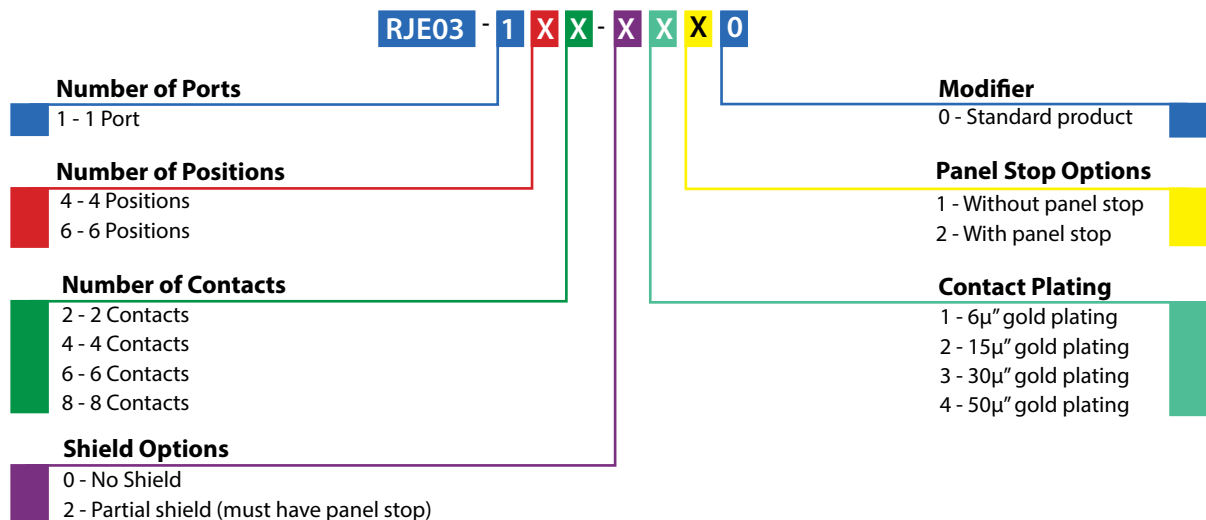 RJE03 - 1 X X - X X X 0
Number of Ports
1 - 1 Port
Number of Positions
4 - 4 Positions
6 - 6 Positions
Number of Contacts
2 - 2 Contacts
4 - 4 Contacts
6 - 6 Contacts
8 - 8 Contacts
Shield Options
0 - No Shield
2 - Partial shield (must have panel stop)
Modifier
0 - Standard product
Panel Stop Options
1 - Without panel stop
2 - With panel stop
Contact Plating
1 - 6µ” gold plating
2 - 15µ” gold plating
3 - 30µ” gold plating
4 - 50µ” gold plating